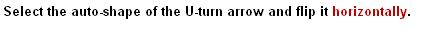 Select the auto-shape of the U-turn arrow and flip it horizontally.